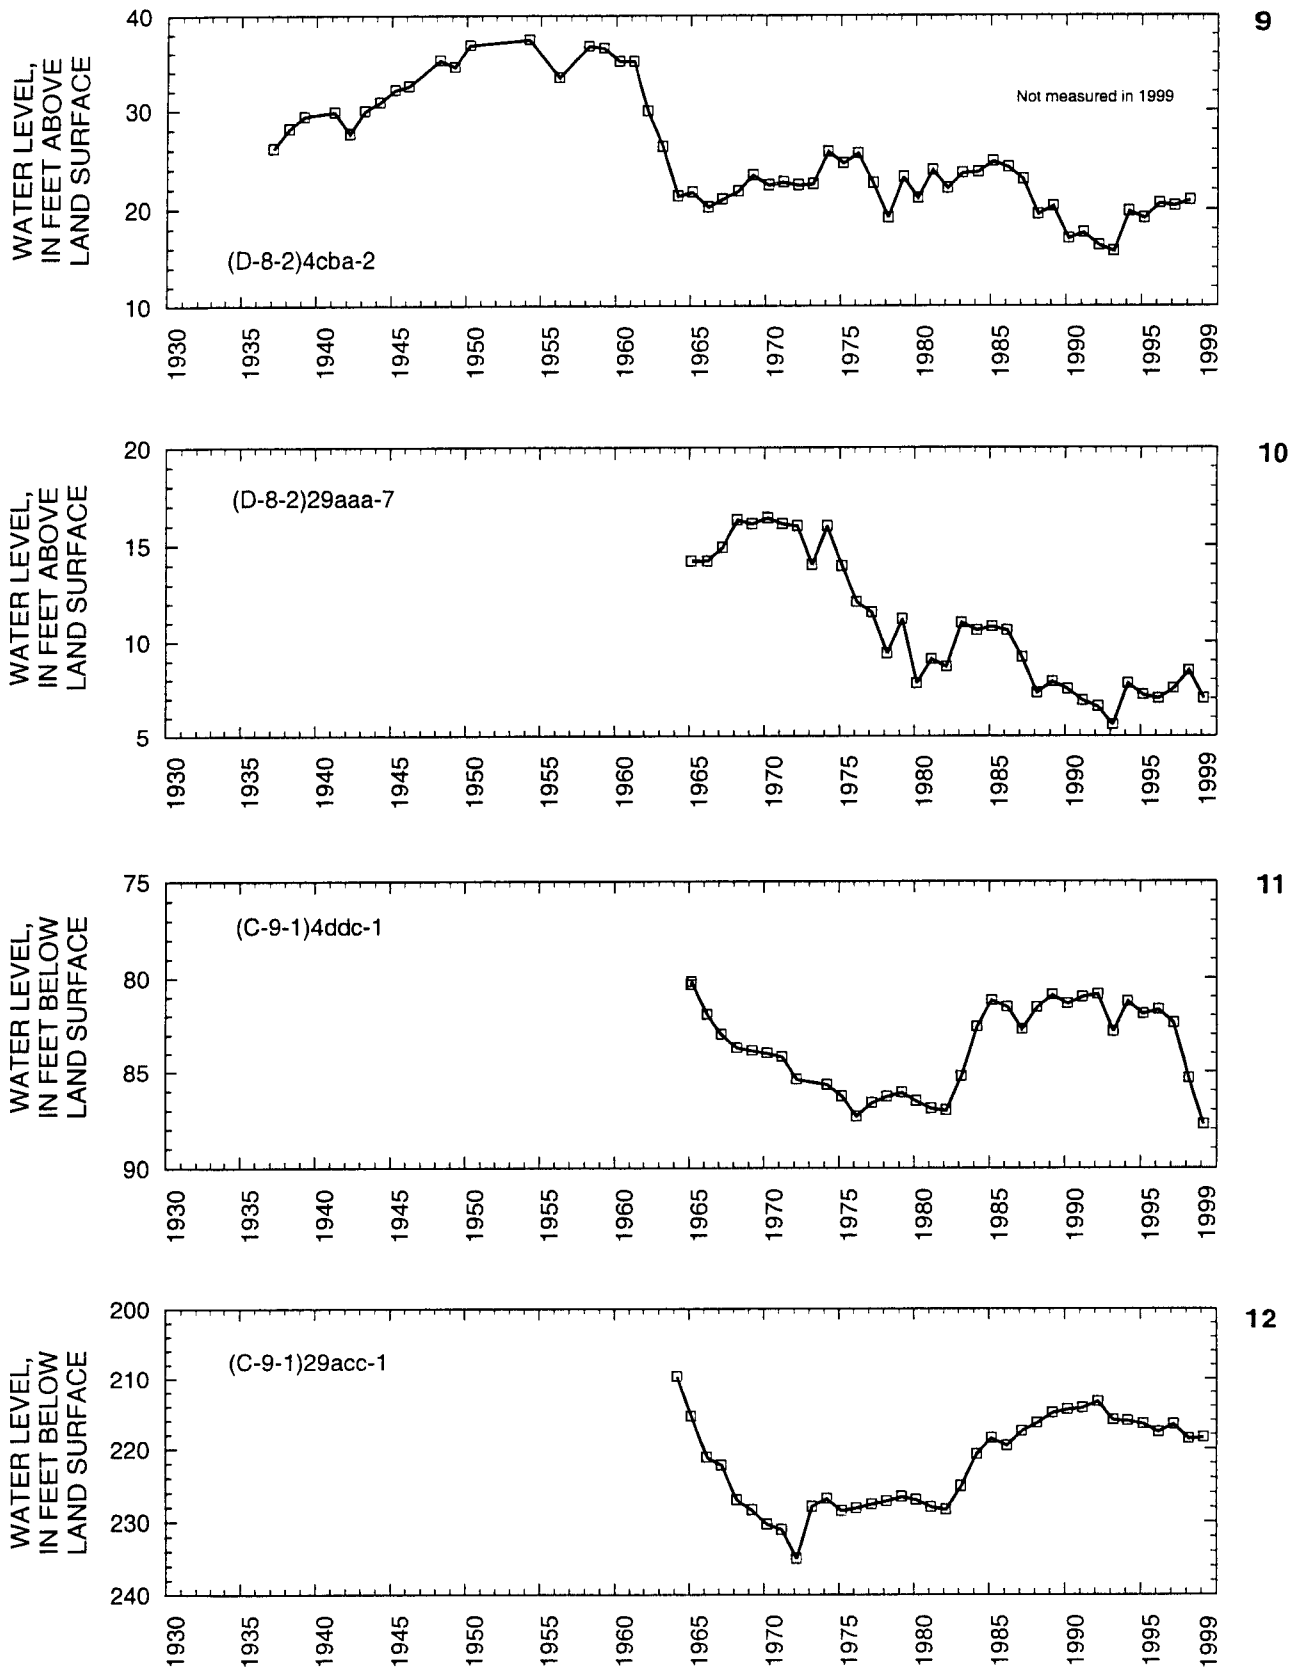 9
WATER LEVEL,
IN FEET ABOVE
LAND SURFACE
40
30
20
10
Not measured in 1999
(D-8-2)4cba-2
1930 1935 1940 1945 1950 1955 1960 1965 1970 1975 1980 1985 1990 1995 1999
10
WATER LEVEL,
IN FEET ABOVE
LAND SURFACE
20
15
10
5
(D-8-2)29aaa-7
1930 1935 1940 1945 1950 1955 1960 1965 1970 1975 1980 1985 1990 1995 1999
11
WATER LEVEL,
IN FEET BELOW
LAND SURFACE
75
80
85
90
(C-9-1)4ddc-1
1930 1935 1940 1945 1950 1955 1960 1965 1970 1975 1980 1985 1990 1995 1999
12
WATER LEVEL,
IN FEET BELOW
LAND SURFACE
200
210
220
230
240
(C-9-1)29acc-1
1930 1935 1940 1945 1950 1955 1960 1965 1970 1975 1980 1985 1990 1995 1999